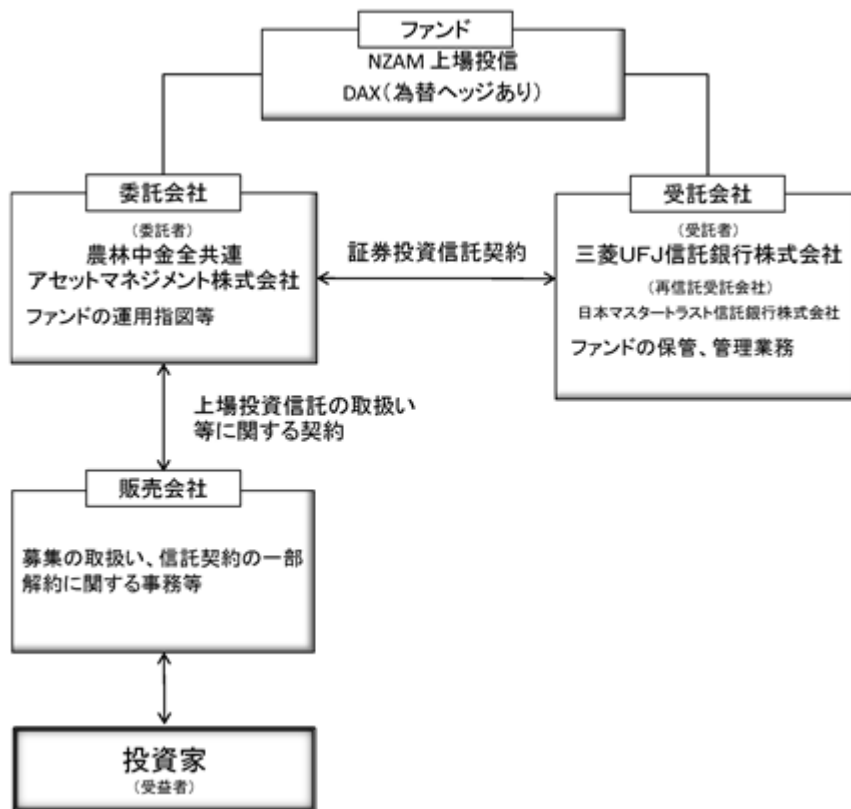 ファンド
NZAM 上場投信
DAX(為替ヘッジあり)
委託会社
(委託者)
農林中金全共連
アセットマネジメント株式会社
ファンドの運用指図等
証券投資信託契約
受託会社
(受託者)
三菱UFJ信託銀行株式会社
(再信託受託会社)
日本マスタートラスト信託銀行株式会社
ファンドの保管、管理業務
上場投資信託の取扱い
等に関する契約
販売会社
募集の取扱い、信託契約の一部
解約に関する事務等
投資家
(受益者)